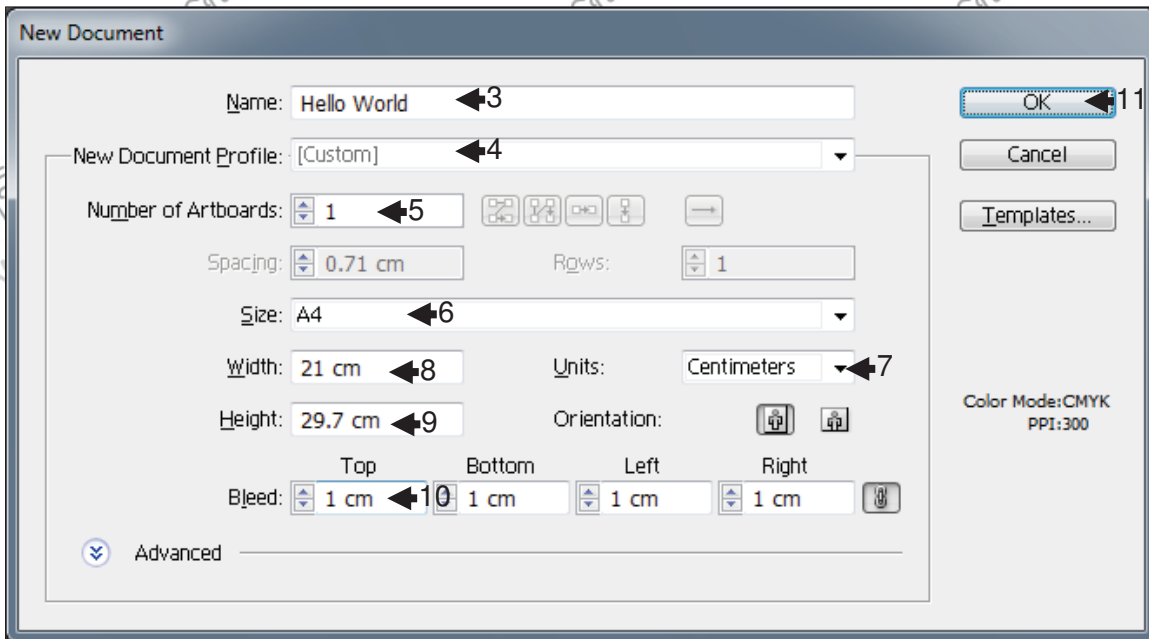 New Document
Name: Hello World 3 OK 11
New Document Profile: [Custom] 4 Cancel
Number of Artboards: 1 5 Templates...
Spacing: 0.71 cm Rows: 1
Size: A4 6
Width: 21 cm 8 Units: Centimeters 7
Height: 29.7 cm 9 Orientation: Color Mode:CMYK
PPI:300
Top Bottom Left Right
Bleed: 1 cm 10 1 cm 1 cm 1 cm
Advanced